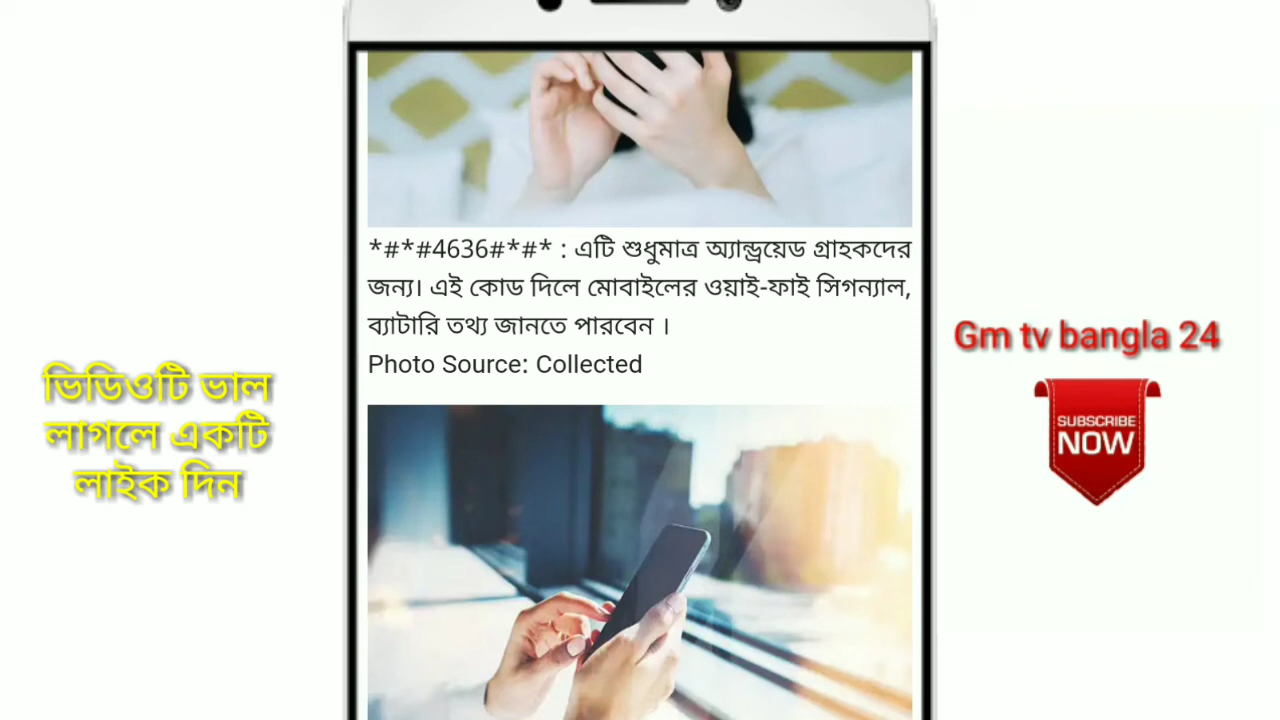 *#*#4636#*#* : এটি শুধুমাত্র অ্যান্ড্রয়েড গ্রাহকদের
জন্য। এই কোড দিলে মোবাইলের ওয়াই-ফাই সিগন্যাল,
ব্যাটারি তথ্য জানতে পারবেন ।
Photo Source: Collected
ভিডিওটি ভাল
লাগলে একটি
লাইক দিন
Gm tv bangla 24
SUBSCRIBE
NOW